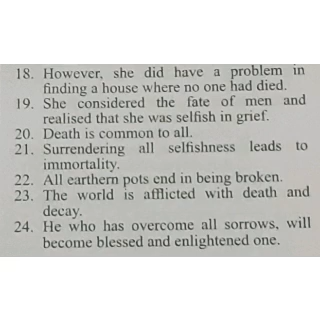 18. However, she did have a problem in
finding a house where no one had died.
19. She considered the fate of men and
realised that she was selfish in grief.
20. Death is common to all.
21. Surrendering all selfishness leads to
immortality.
22. All earthern pots end in being broken.
23. The world is afflicted with death and
decay.
24. He who has overcome all sorrows, will
become blessed and enlightened one.